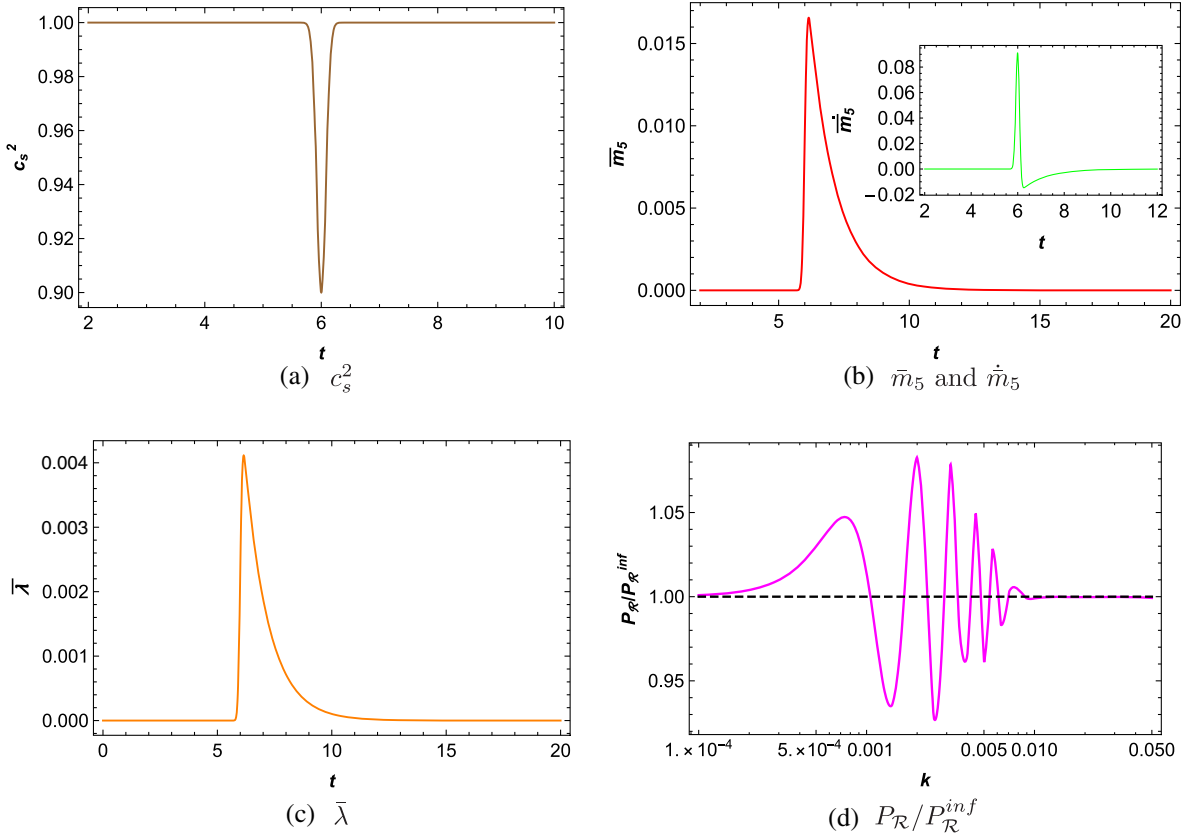 1.00
0.98
0.96
0.94
0.92
0.90
c_s^2
2 4 6 8 10
t
(a) c_s^2
0.015
0.010
0.005
0.000
m̅_5
5 10 15 20
t
0.08
0.06
0.04
0.02
0.00
−0.02
ṁ̅_5
2 4 6 8 10 12
t
(b) m̄_5 and ṁ̄_5
0.004
0.003
0.002
0.001
0.000
λ̅
0 5 10 15 20
t
(c) λ̄
1.05
1.00
0.95
P_ℛ/P_ℛ^inf
1.×10^−4 5.×10^−4 0.001 0.005 0.010 0.050
k
(d) P_ℛ/P_ℛ^inf